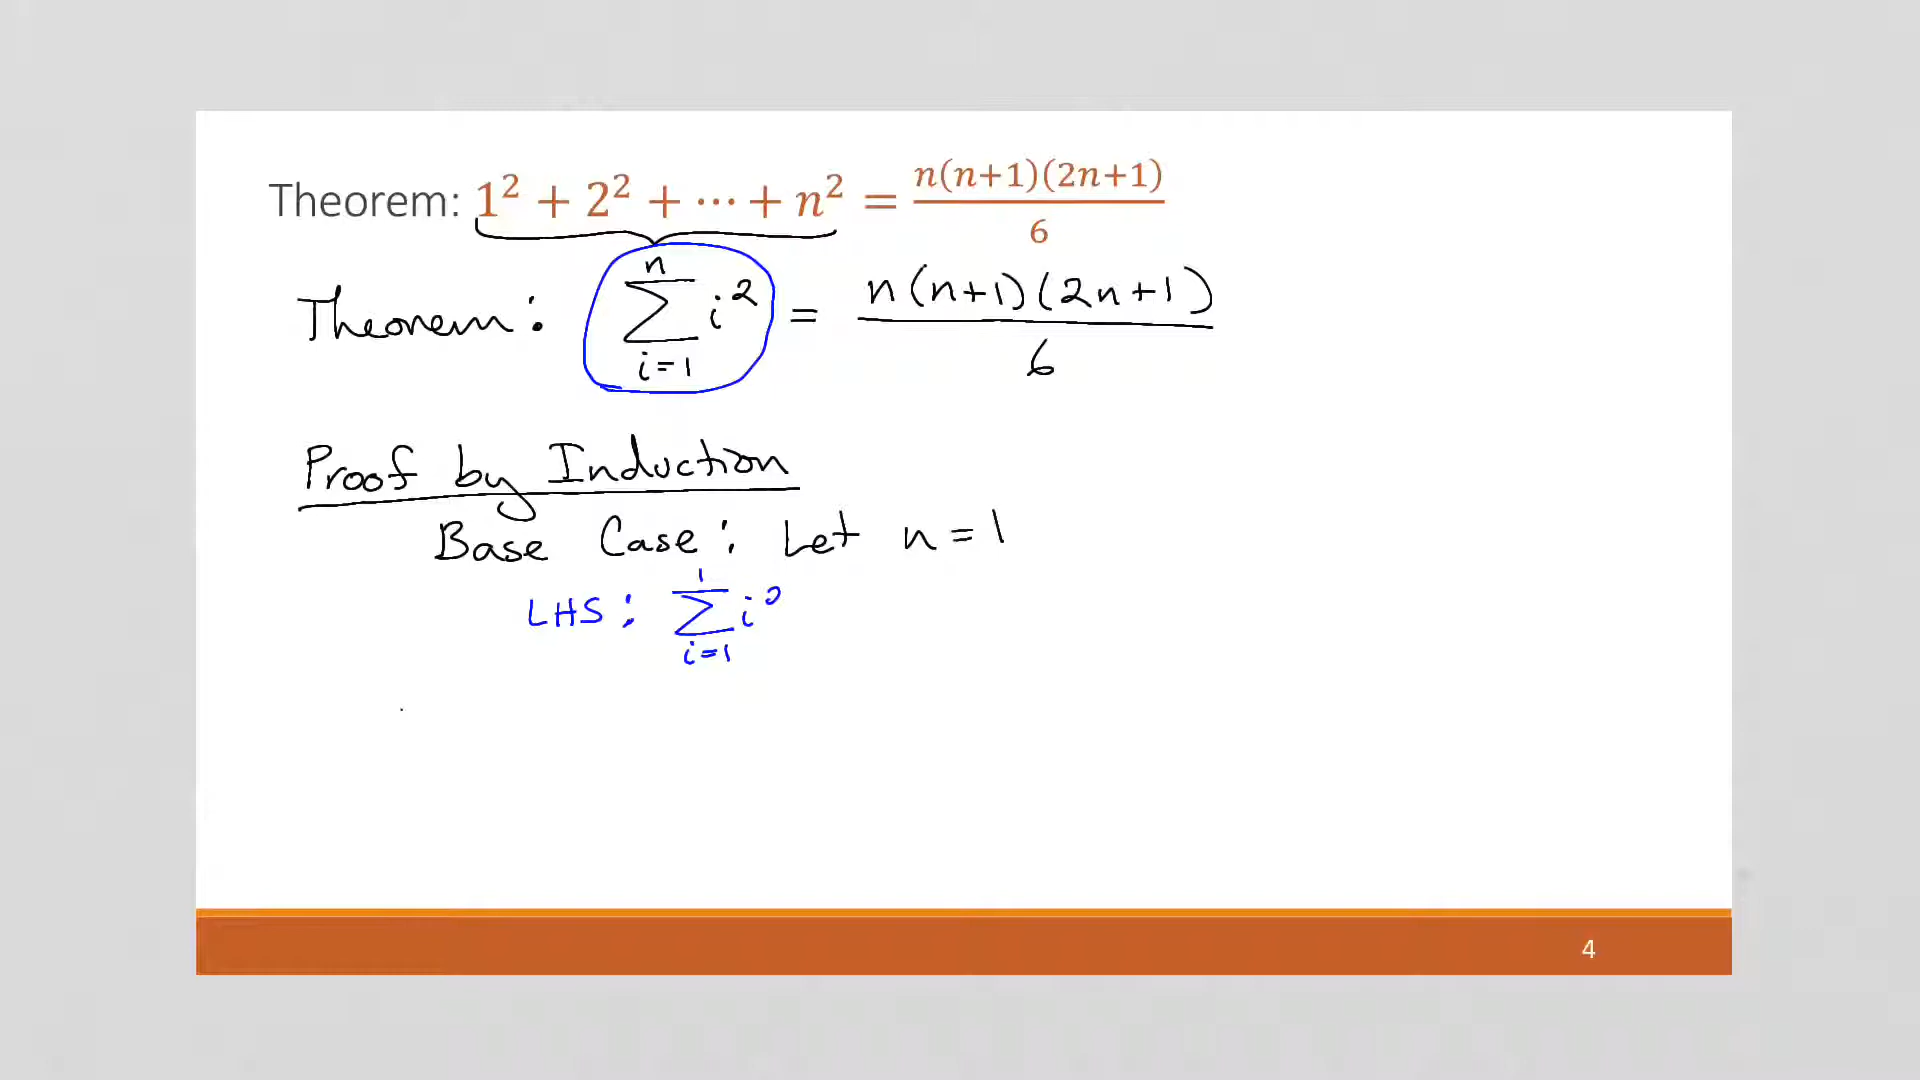 Theorem: 1² + 2² + ⋯ + n² = n(n+1)(2n+1)/6
Theorem: ∑_{i=1}^{n} i² = n(n+1)(2n+1)/6
Proof by Induction
Base Case: Let n=1
LHS: ∑_{i=1}^{1} i
4